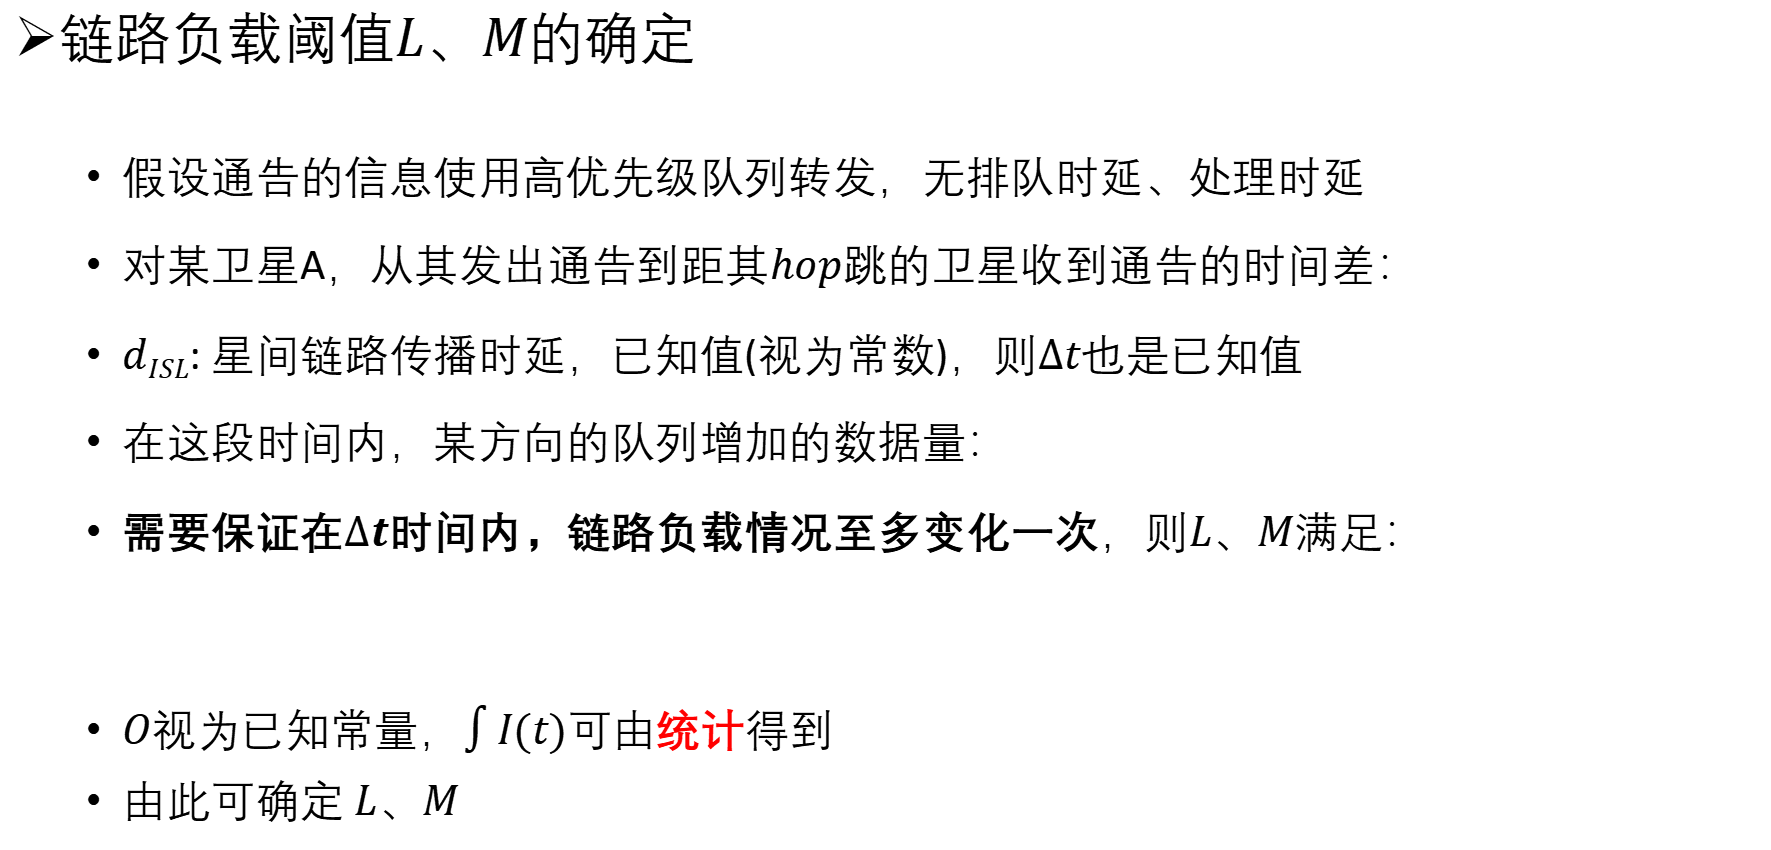 ➢链路负载阈值L、M的确定
• 假设通告的信息使用高优先级队列转发，无排队时延、处理时延
• 对某卫星A，从其发出通告到距其hop跳的卫星收到通告的时间差：
• d_{ISL}: 星间链路传播时延，已知值(视为常数)，则Δt也是已知值
• 在这段时间内，某方向的队列增加的数据量：
• 需要保证在Δt时间内，链路负载情况至多变化一次，则L、M满足：
• O视为已知常量，∫ I(t)可由统计得到
• 由此可确定 L、M